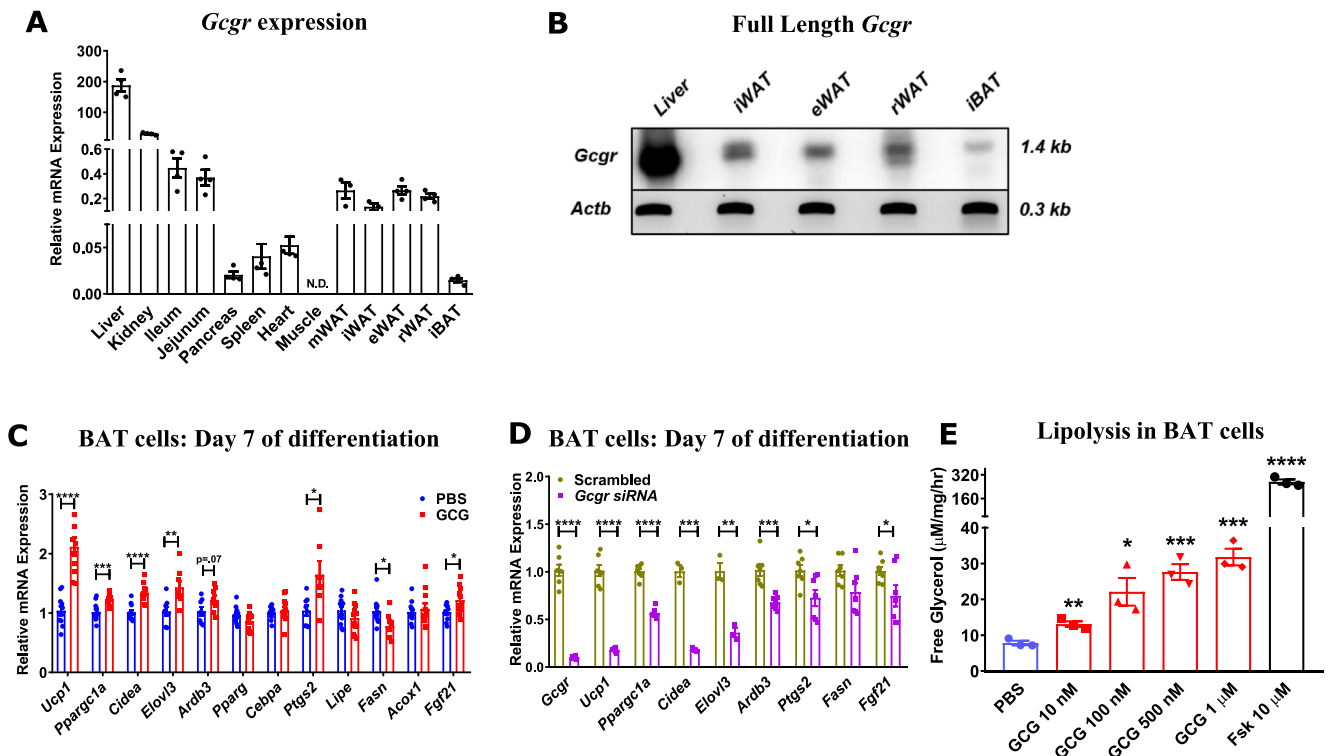 A
Gcgr expression
Relative mRNA Expression
300
200
100
0.6
0.4
0.2
0.05
0.00
N.D.
Liver
Kidney
Ileum
Jejunum
Pancreas
Spleen
Heart
Muscle
mWAT
iWAT
eWAT
rWAT
iBAT
B
Full Length Gcgr
Liver
iWAT
eWAT
rWAT
iBAT
Gcgr
1.4 kb
Actb
0.3 kb
C
BAT cells: Day 7 of differentiation
Relative mRNA Expression
3
2
1
0
PBS
GCG
****
***
****
**
p=.07
*
*
*
Ucp1
Ppargc1a
Cidea
Elovl3
Ardb3
Pparg
Cebpa
Ptgs2
Lipe
Fasn
Acox1
Fgf21
D
BAT cells: Day 7 of differentiation
Relative mRNA Expression
2.0
1.5
1.0
0.5
0.0
Scrambled
Gcgr siRNA
****
****
****
***
**
***
*
*
Gcgr
Ucp1
Ppargc1a
Cidea
Elovl3
Ardb3
Ptgs2
Fasn
Fgf21
E
Lipolysis in BAT cells
Free Glycerol (μM/mg/hr)
320
160
40
30
20
10
0
**
*
***
***
****
PBS
GCG 10 nM
GCG 100 nM
GCG 500 nM
GCG 1 μM
Fsk 10 μM